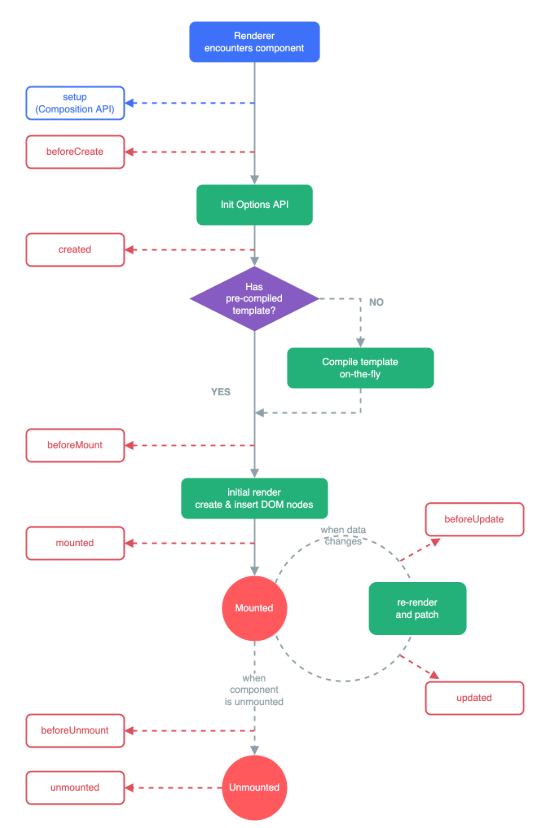 Renderer
encounters component
setup
(Composition API)
beforeCreate
Init Options API
created
Has
pre-compiled
template?
NO
Compile template
on-the-fly
YES
beforeMount
initial render
create & insert DOM nodes
beforeUpdate
when data
changes
mounted
Mounted
re-render
and patch
when
component
is unmounted
updated
beforeUnmount
unmounted
Unmounted